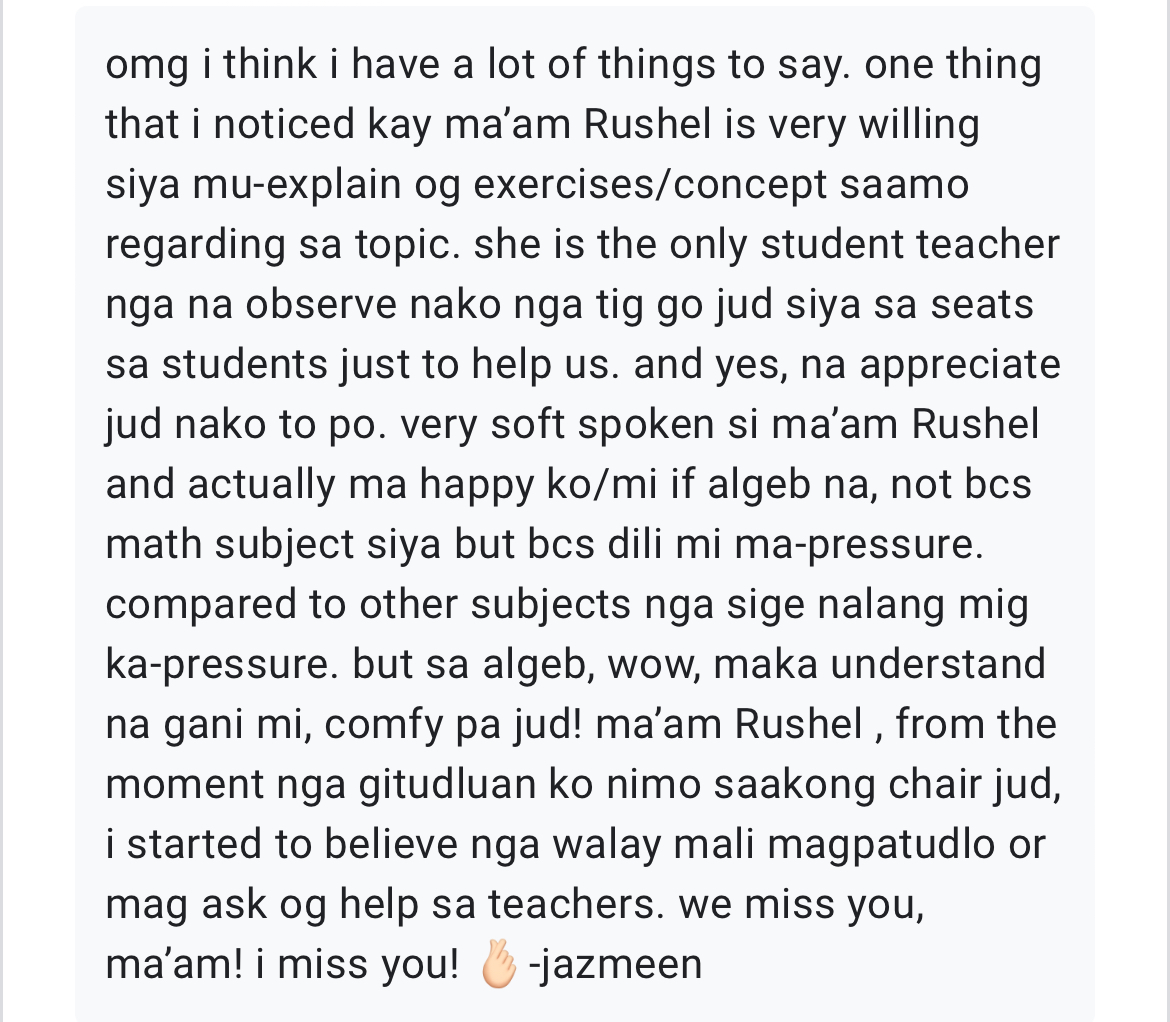 omg i think i have a lot of things to say. one thing
that i noticed kay ma’am Rushel is very willing
siya mu-explain og exercises/concept saamo
regarding sa topic. she is the only student teacher
nga na observe nako nga tig go jud siya sa seats
sa students just to help us. and yes, na appreciate
jud nako to po. very soft spoken si ma’am Rushel
and actually ma happy ko/mi if algeb na, not bcs
math subject siya but bcs dili mi ma-pressure.
compared to other subjects nga sige nalang mig
ka-pressure. but sa algeb, wow, maka understand
na gani mi, comfy pa jud! ma’am Rushel , from the
moment nga gitudluan ko nimo saakong chair jud,
i started to believe nga walay mali magpatudlo or
mag ask og help sa teachers. we miss you,
ma’am! i miss you! 🫰🏻 -jazmeen